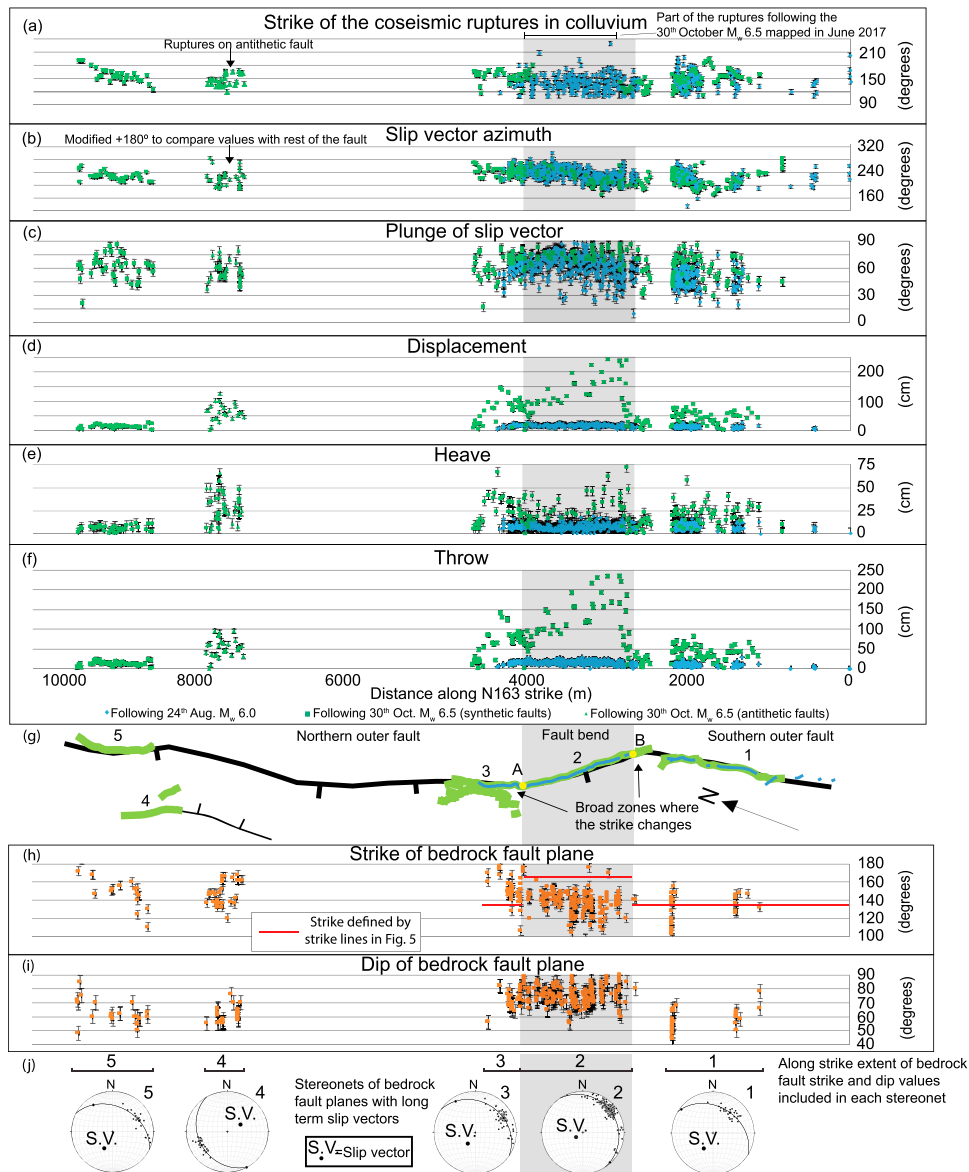 (a)
Strike of the coseismic ruptures in colluvium
Part of the ruptures following the
30th October Mw 6.5 mapped in June 2017
Ruptures on antithetic fault
210
150
90
(degrees)
(b)
Slip vector azimuth
Modified +180º to compare values with rest of the fault
320
240
160
(degrees)
(c)
Plunge of slip vector
90
60
30
0
(degrees)
(d)
Displacement
200
100
0
(cm)
(e)
Heave
75
50
25
0
(cm)
(f)
Throw
250
200
150
100
50
0
(cm)
10000
8000
6000
4000
2000
0
Distance along N163 strike (m)
Following 24th Aug. Mw 6.0
Following 30th Oct. Mw 6.5 (synthetic faults)
Following 30th Oct. Mw 6.5 (antithetic faults)
(g)
5
Northern outer fault
Fault bend
Southern outer fault
B
A
2
1
3
4
Broad zones where
the strike changes
N
(h)
Strike of bedrock fault plane
180
160
140
120
100
(degrees)
Strike defined by
strike lines in Fig. 5
(i)
Dip of bedrock fault plane
90
80
70
60
50
40
(degrees)
(j)
5
4
3
2
1
Along strike extent of bedrock
fault strike and dip values
included in each stereonet
Stereonets of bedrock
fault planes with long
term slip vectors
S.V.=Slip vector
N
5
S.V.
N
4
S.V.
N
3
S.V.
N
2
S.V.
N
1
S.V.